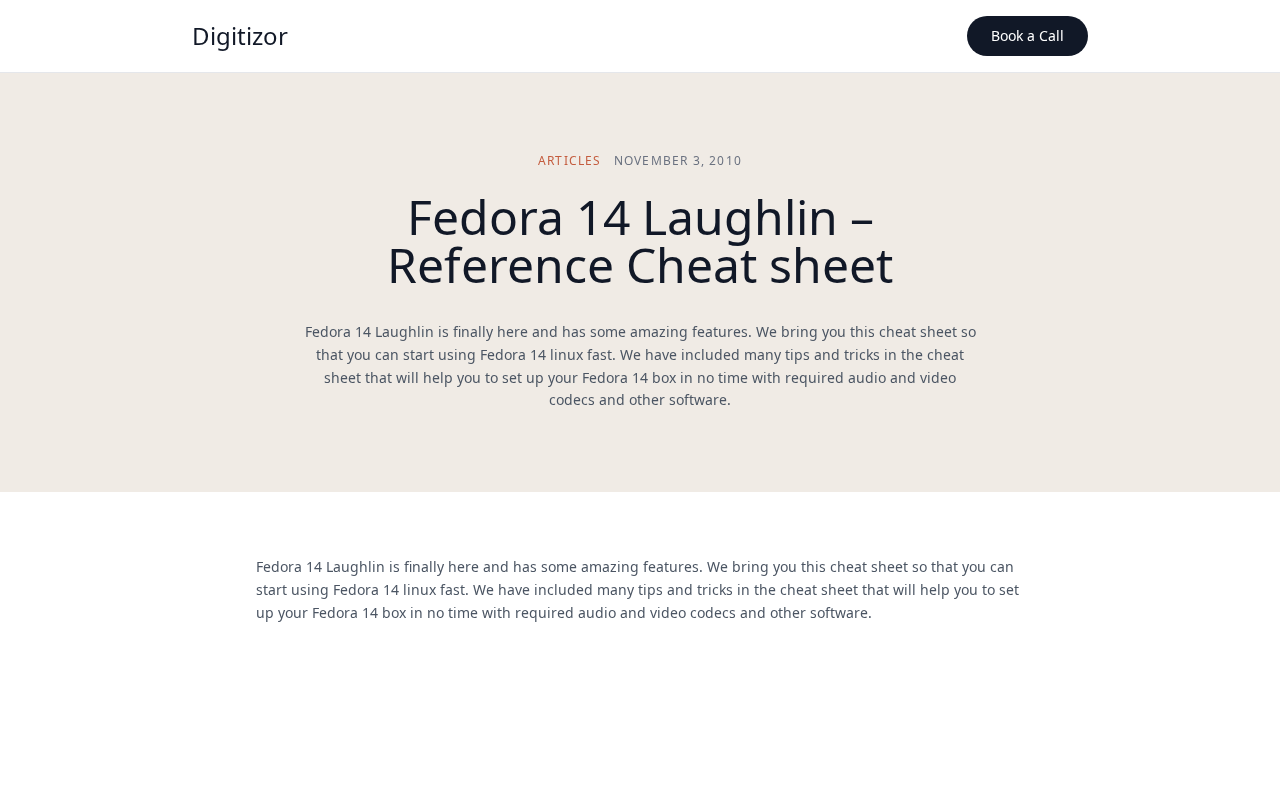 Digitizor
Book a Call
ARTICLES NOVEMBER 3, 2010
Fedora 14 Laughlin –
Reference Cheat sheet
Fedora 14 Laughlin is finally here and has some amazing features. We bring you this cheat sheet so
that you can start using Fedora 14 linux fast. We have included many tips and tricks in the cheat
sheet that will help you to set up your Fedora 14 box in no time with required audio and video
codecs and other software.
Fedora 14 Laughlin is finally here and has some amazing features. We bring you this cheat sheet so that you can
start using Fedora 14 linux fast. We have included many tips and tricks in the cheat sheet that will help you to set
up your Fedora 14 box in no time with required audio and video codecs and other software.